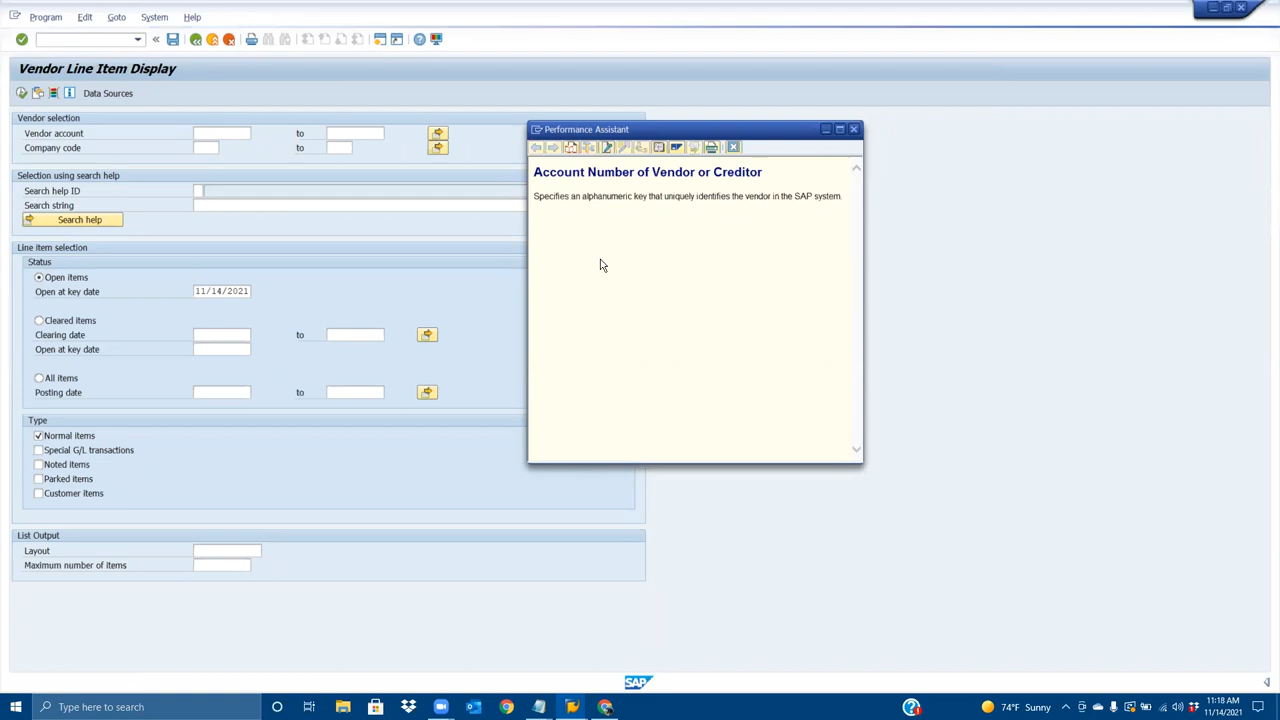 Program Edit Goto System Help
Vendor Line Item Display
Data Sources
Vendor selection
Vendor account to
Company code to
Selection using search help
Search help ID
Search string
Search help
Line item selection
Status
Open items
Open at key date 11/14/2021
Cleared items
Clearing date to
Open at key date
All items
Posting date to
Type
Normal items
Special G/L transactions
Noted items
Parked items
Customer items
List Output
Layout
Maximum number of items
Performance Assistant
Account Number of Vendor or Creditor
Specifies an alphanumeric key that uniquely identifies the vendor in the SAP system.
SAP
Type here to search
74°F Sunny
11:18 AM
11/14/2021